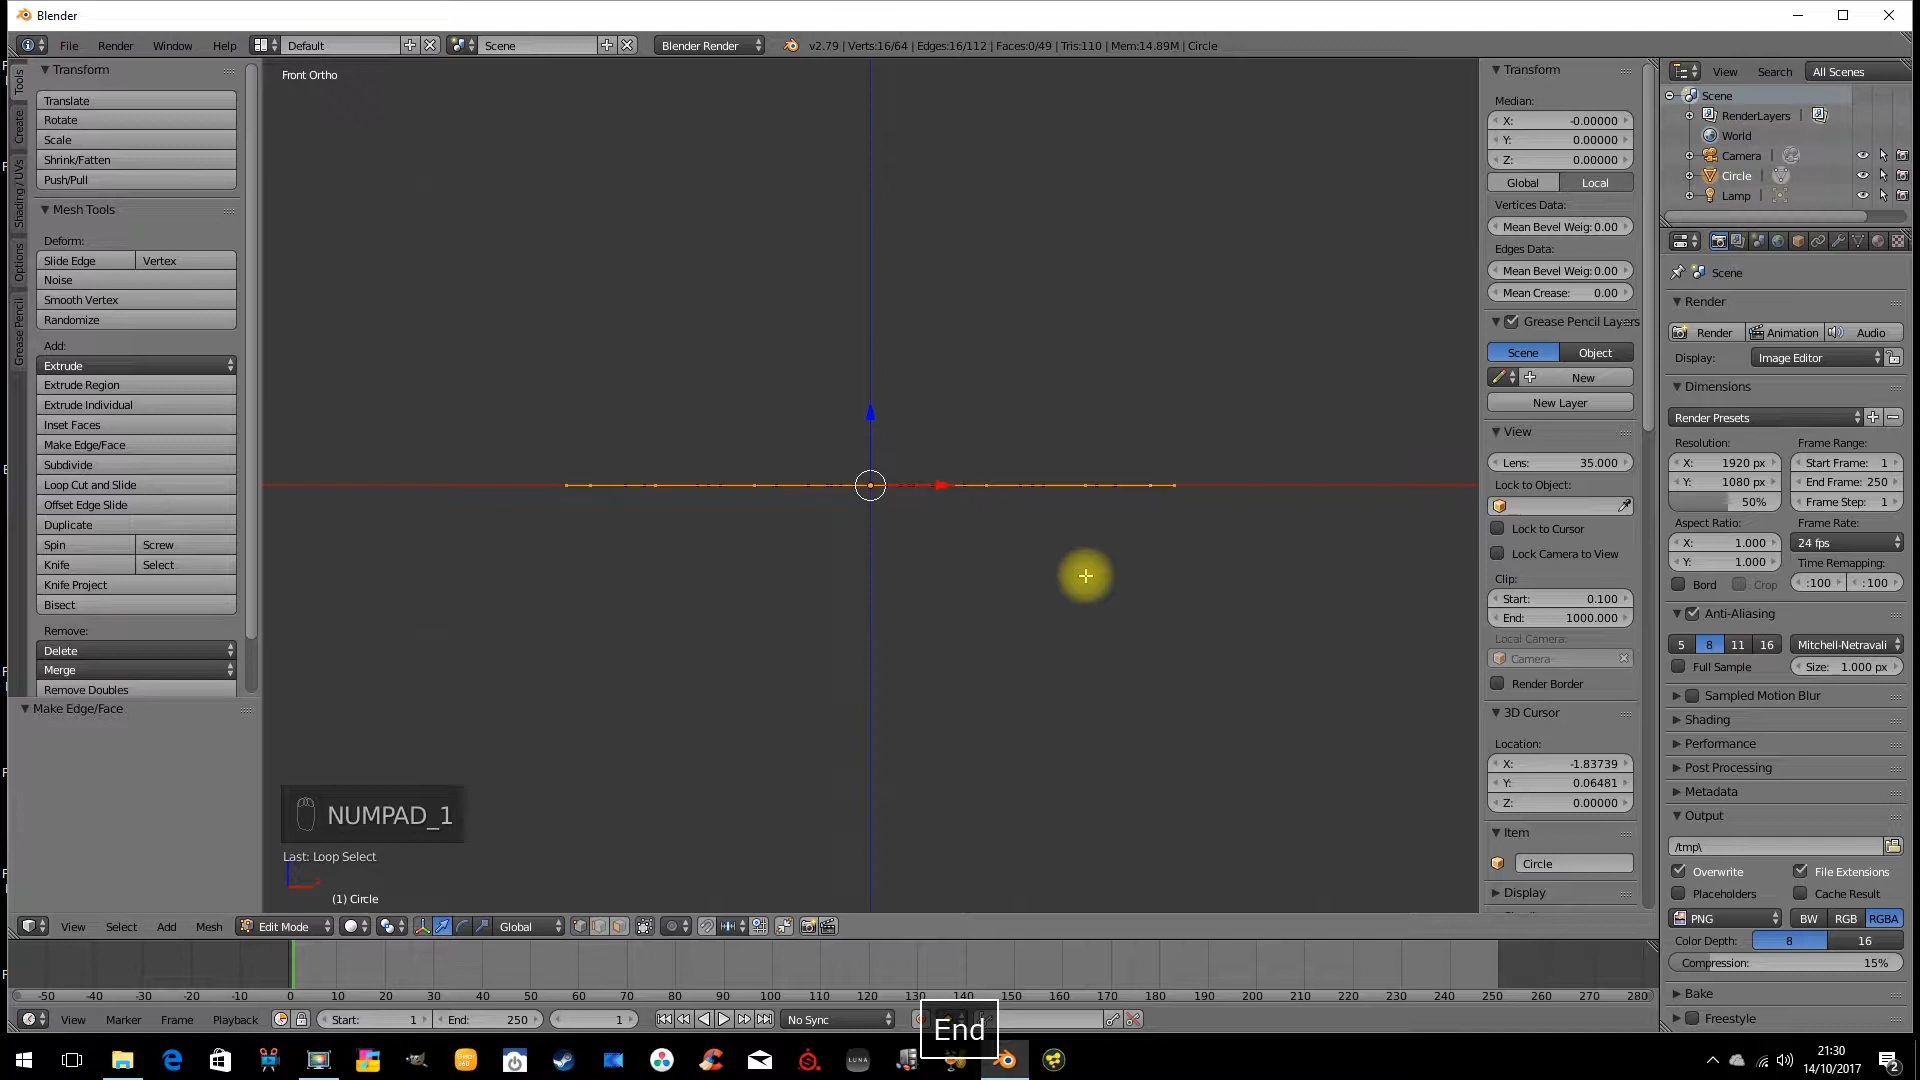 Blender
File Render Window Help Default Scene Blender Render v2.79 | Verts:16/64 | Edges:16/112 | Faces:0/49 | Tris:110 | Mem:14.89M | Circle
Tools
Create
Shading / UVs
Options
Grease Pencil
Transform
Translate
Rotate
Scale
Shrink/Fatten
Push/Pull
Mesh Tools
Deform:
Slide Edge Vertex
Noise
Smooth Vertex
Randomize
Add:
Extrude
Extrude Region
Extrude Individual
Inset Faces
Make Edge/Face
Subdivide
Loop Cut and Slide
Offset Edge Slide
Duplicate
Spin Screw
Knife Select
Knife Project
Bisect
Remove:
Delete
Merge
Remove Doubles
Make Edge/Face
Front Ortho
NUMPAD_1
Last: Loop Select
(1) Circle
Transform
Median:
X: -0.00000
Y: 0.00000
Z: 0.00000
Global Local
Vertices Data:
Mean Bevel Weig: 0.00
Edges Data:
Mean Bevel Weig: 0.00
Mean Crease: 0.00
Grease Pencil Layers
Scene Object
New
New Layer
View
Lens: 35.000
Lock to Object:
Lock to Cursor
Lock Camera to View
Clip:
Start: 0.100
End: 1000.000
Local Camera:
Camera
Render Border
3D Cursor
Location:
X: -1.83739
Y: 0.06481
Z: 0.00000
Item
Circle
Display
View Search All Scenes
Scene
RenderLayers
World
Camera
Circle
Lamp
Scene
Render
Render Animation Audio
Display: Image Editor
Dimensions
Render Presets
Resolution: Frame Range:
X: 1920 px Start Frame: 1
Y: 1080 px End Frame: 250
50% Frame Step: 1
Aspect Ratio: Frame Rate:
X: 1.000 24 fps
Y: 1.000 Time Remapping:
Bord Crop :100 :100
Anti-Aliasing
5 8 11 16 Mitchell-Netravali
Full Sample Size: 1.000 px
Sampled Motion Blur
Shading
Performance
Post Processing
Metadata
Output
/tmp\
Overwrite File Extensions
Placeholders Cache Result
PNG BW RGB RGBA
Color Depth: 8 16
Compression: 15%
Bake
Freestyle
View Select Add Mesh Edit Mode Global
-50 -40 -30 -20 -10 0 10 20 30 40 50 60 70 80 90 100 110 120 130 140 150 160 170 180 190 200 210 220 230 240 250 260 270 280
View Marker Frame Playback Start: 1 End: 250 1 No Sync
End
LUNA
21:30
14/10/2017
2